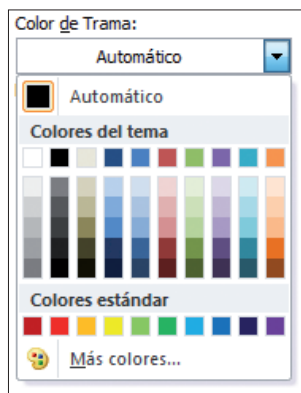 Color de Trama:
Automático
Automático
Colores del tema
Colores estándar
Más colores...